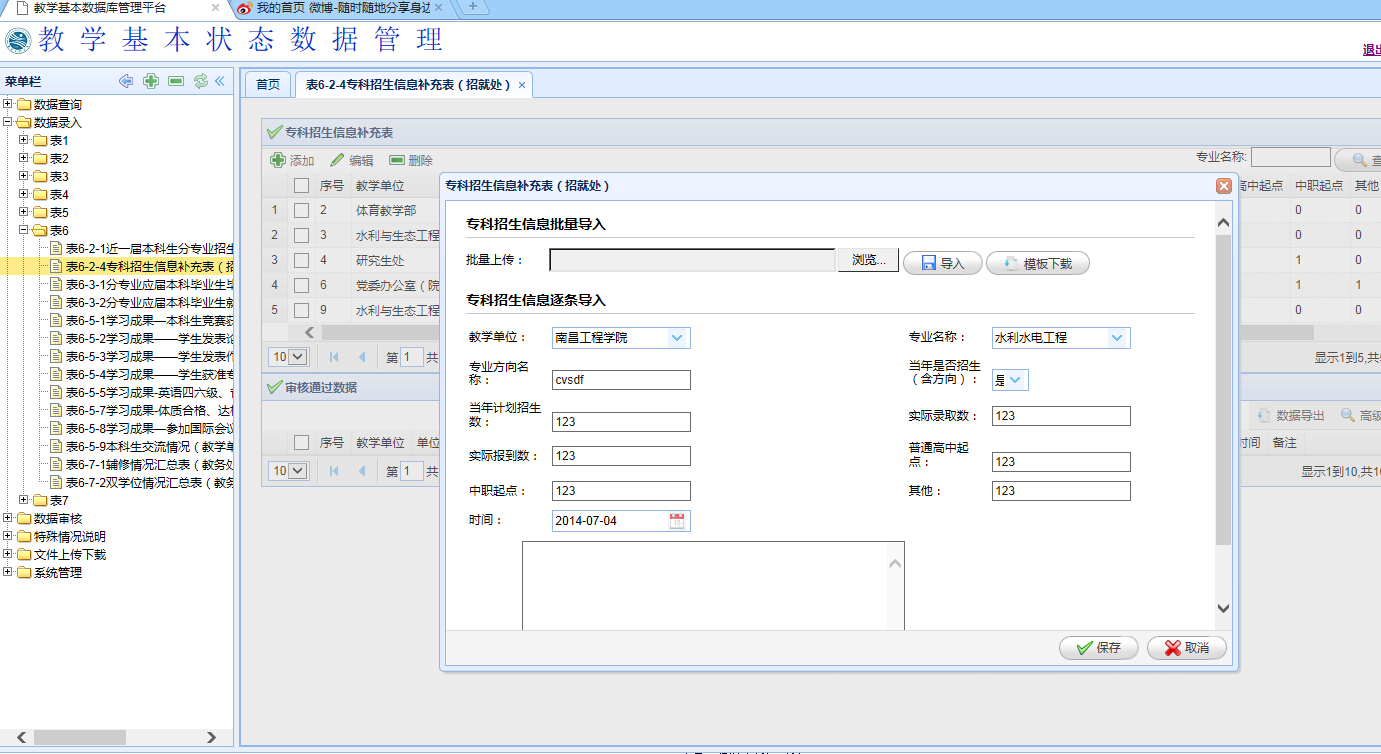 教学基本数据库管理平台
我的首页 微博-随时随地分享身边
教学基本状态数据管理
退出
菜单栏
首页
表6-2-4专科招生信息补充表（招就处）
数据查询
数据录入
表1
表2
表3
表4
表5
表6
表6-2-1近一届本科生分专业招生
表6-2-4专科招生信息补充表（招
表6-3-1分专业应届本科毕业生毕
表6-3-2分专业应届本科毕业生就
表6-5-1学习成果—本科生竞赛获
表6-5-2学习成果——学生发表论
表6-5-3学习成果——学生发表作
表6-5-4学习成果——学生获准专
表6-5-5学习成果-英语四六级、
表6-5-7学习成果-体质合格、达标
表6-5-8学习成果—参加国际会议
表6-5-9本科生交流情况（教学单
表6-7-1辅修情况汇总表（教务处
表6-7-2双学位情况汇总表（教务
表7
数据审核
特殊情况说明
文件上传下载
系统管理
专科招生信息补充表
添加 编辑 删除 专业名称: 查
序号 教学单位 高中起点 中职起点 其他
1 2 体育教学部 0 0
2 3 水利与生态工程 0 0
3 4 研究生处 1 0
4 6 党委办公室（院 1 1
5 9 水利与生态工程 0 0
10 第 1 共 显示1到5,共5
审核通过数据
数据导出 高级
序号 教学单位 单位 时间 备注
10 第 1 共 显示1到10,共10
专科招生信息补充表（招就处）
专科招生信息批量导入
批量上传： 浏览... 导入 模板下载
专科招生信息逐条导入
教学单位： 南昌工程学院 专业名称： 水利水电工程
专业方向名称： cvsdf 当年是否招生（含方向）： 是
当年计划招生数： 123 实际录取数： 123
实际报到数： 123 普通高中起点： 123
中职起点： 123 其他： 123
时间： 2014-07-04
保存 取消